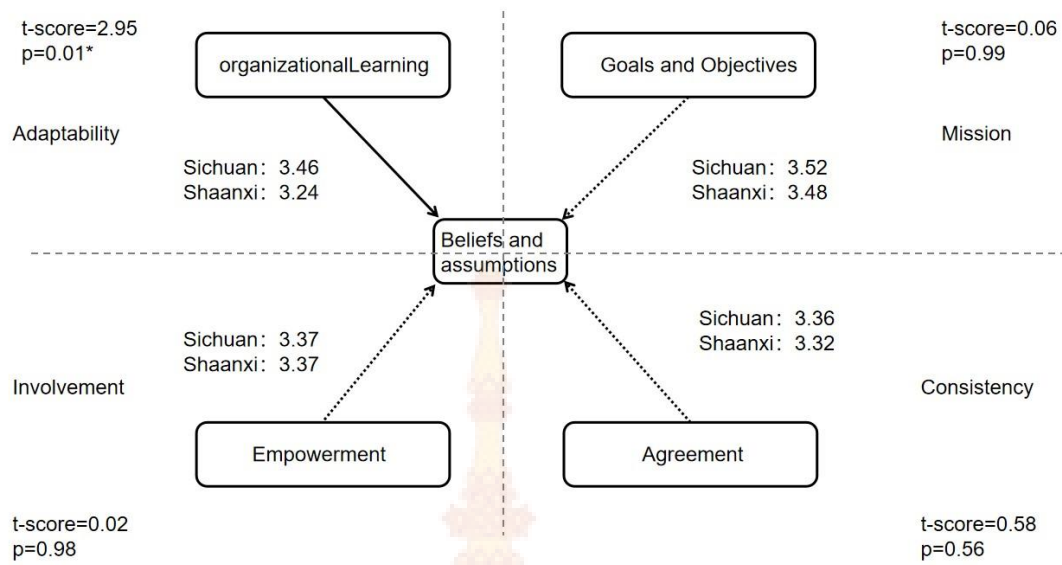 t-score=2.95
p=0.01*
organizationalLearning
Goals and Objectives
t-score=0.06
p=0.99
Adaptability
Mission
Sichuan：3.46
Shaanxi：3.24
Sichuan：3.52
Shaanxi：3.48
Beliefs and
assumptions
Sichuan：3.37
Shaanxi：3.37
Sichuan：3.36
Shaanxi：3.32
Involvement
Consistency
Empowerment
Agreement
t-score=0.02
p=0.98
t-score=0.58
p=0.56